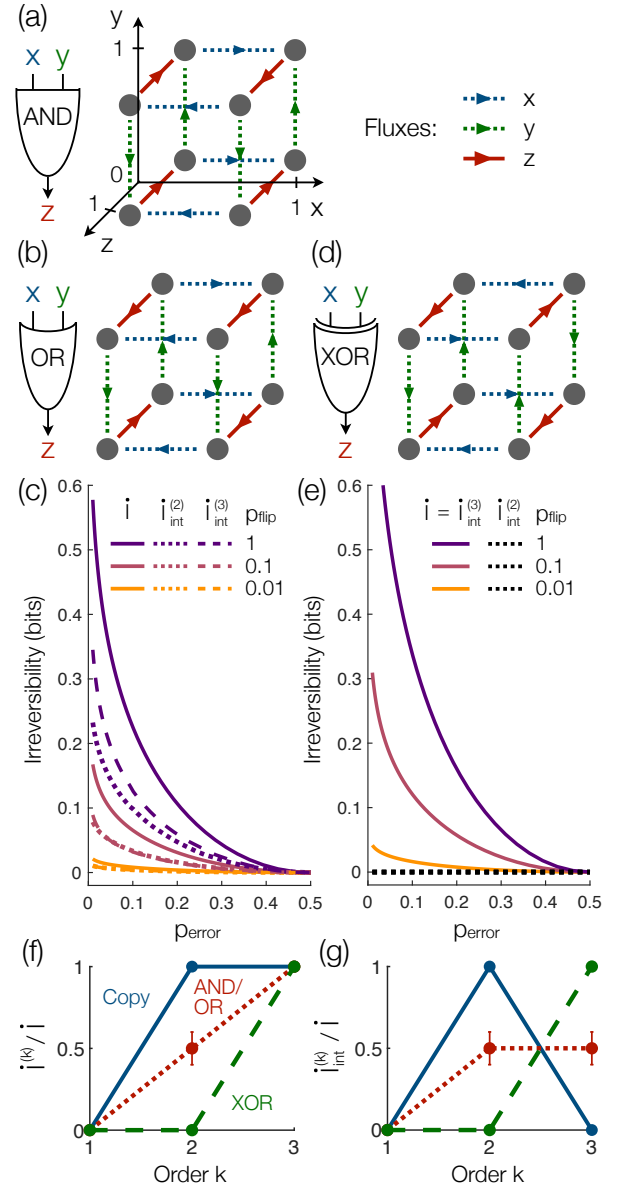 (a)
x y
AND
z
y
1
0
1
z
1 x
Fluxes:
x
y
z
(b)
x y
OR
z
(d)
x y
XOR
z
(c)
İ İ(2)int İ(3)int pflip
1
0.1
0.01
Irreversibility (bits)
0.6
0.5
0.4
0.3
0.2
0.1
0
0 0.1 0.2 0.3 0.4 0.5
perror
(e)
İ = İ(3)int İ(2)int pflip
1
0.1
0.01
Irreversibility (bits)
0.6
0.5
0.4
0.3
0.2
0.1
0
0 0.1 0.2 0.3 0.4 0.5
perror
(f)
İ(k) / İ
1
0.5
0
Copy
AND/
OR
XOR
1 2 3
Order k
(g)
İ(k)int / İ
1
0.5
0
1 2 3
Order k